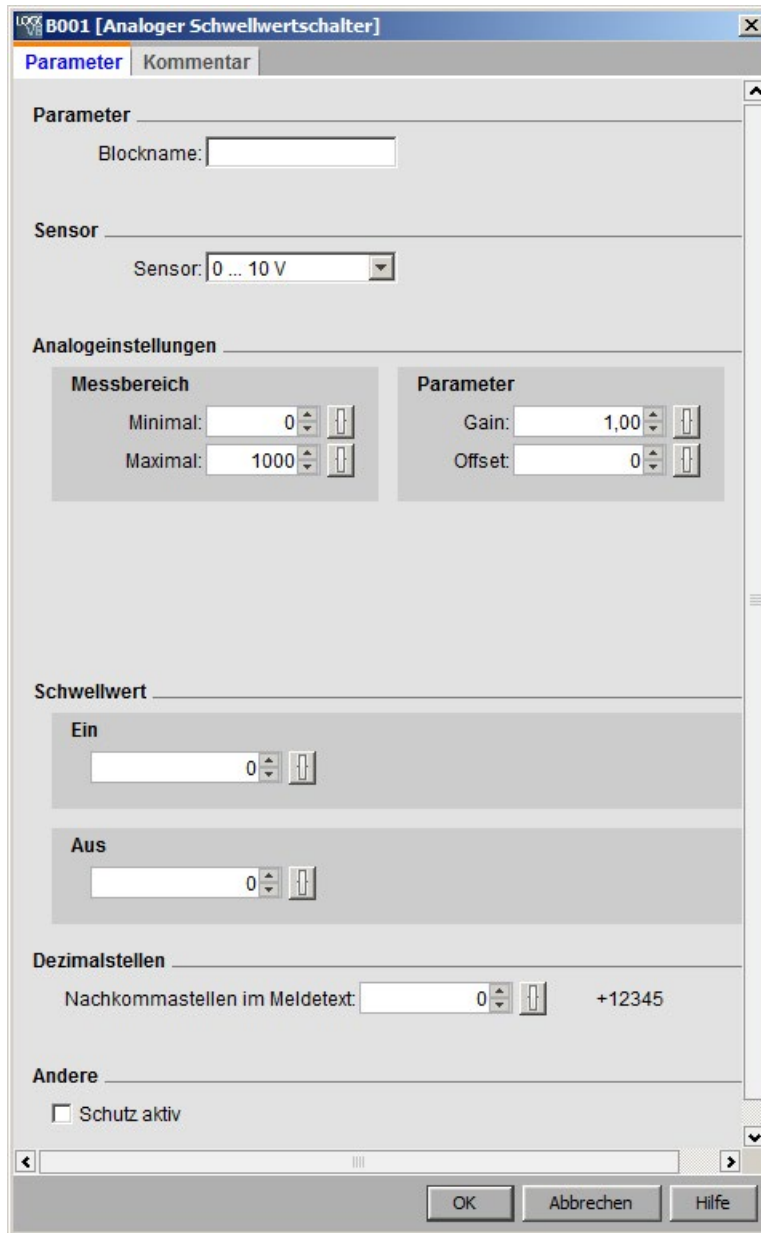 LOGO B001 [Analoger Schwellwertschalter]
Parameter Kommentar
Parameter
Blockname:
Sensor
Sensor: 0 ... 10 V
Analogeinstellungen
Messbereich Parameter
Minimal: 0 Gain: 1,00
Maximal: 1000 Offset: 0
Schwellwert
Ein
0
Aus
0
Dezimalstellen
Nachkommastellen im Meldetext: 0 +12345
Andere
Schutz aktiv
OK Abbrechen Hilfe